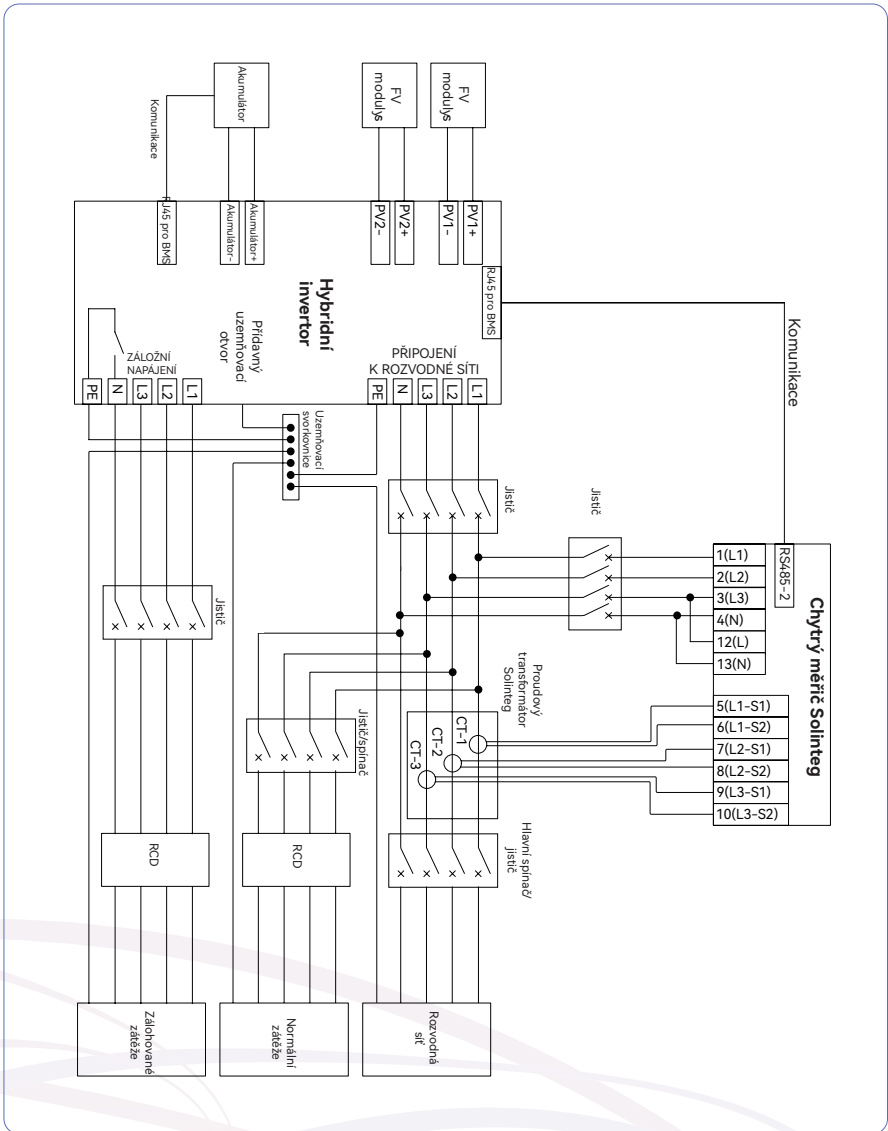 FV
modulys
FV
modulys
Akumulátor
Komunikace
PV1+
PV1-
PV2+
PV2-
Akumulátor+
Akumulátor-
RJ45 pro BMS
RJ45 pro BMS
Hybridní
invertor
Přídavný
uzemňovací
otvor
ZÁLOŽNÍ
NAPÁJENÍ
PŘIPOJENÍ
K ROZVODNÉ SÍTI
PE
N
L3
L2
L1
PE
N
L3
L2
L1
Uzemňovací
svorkovnice
Komunikace
Jistič
Jistič
Jistič
Jistič/spínač
Proudový
transformátor
Solinteg
CT-1
CT-2
CT-3
Hlavní spínač/
jistič
RCD
RCD
Zálohované
zátěže
Normální
zátěže
Rozvodná
síť
Chytrý měřič Solinteg
RS485-2
1(L1)
2(L2)
3(L3)
4(N)
12(L)
13(N)
5(L1-S1)
6(L1-S2)
7(L2-S1)
8(L2-S2)
9(L3-S1)
10(L3-S2)